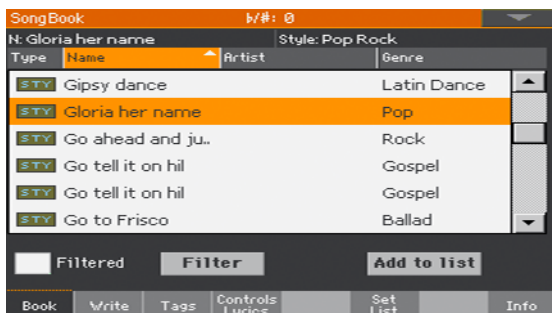 SongBook ♭/#: 0
N: Gloria her name Style: Pop Rock
Type Name Artist Genre
STY Gipsy dance Latin Dance
STY Gloria her name Pop
STY Go ahead and ju.. Rock
STY Go tell it on hil Gospel
STY Go tell it on hil Gospel
STY Go to Frisco Ballad
Filtered Filter Add to list
Book Write Tags Controls Lyrics Set List Info